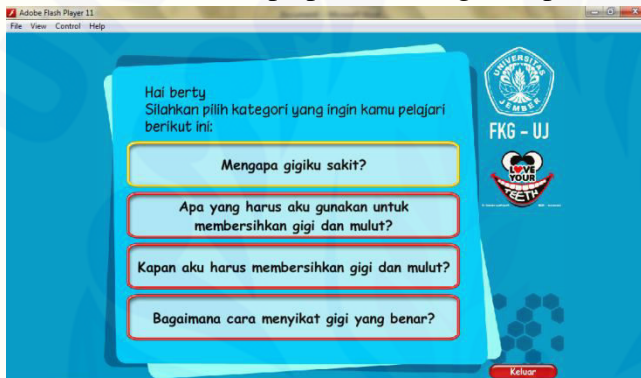 Adobe Flash Player 11
File View Control Help
Hai berty
Silahkan pilih kategori yang ingin kamu pelajari
berikut ini:
Mengapa gigiku sakit?
Apa yang harus aku gunakan untuk
membersihkan gigi dan mulut?
Kapan aku harus membersihkan gigi dan mulut?
Bagaimana cara menyikat gigi yang benar?
UNIVERSITAS
JEMBER
FKG - UJ
LOVE
YOUR
TEETH
Keluar